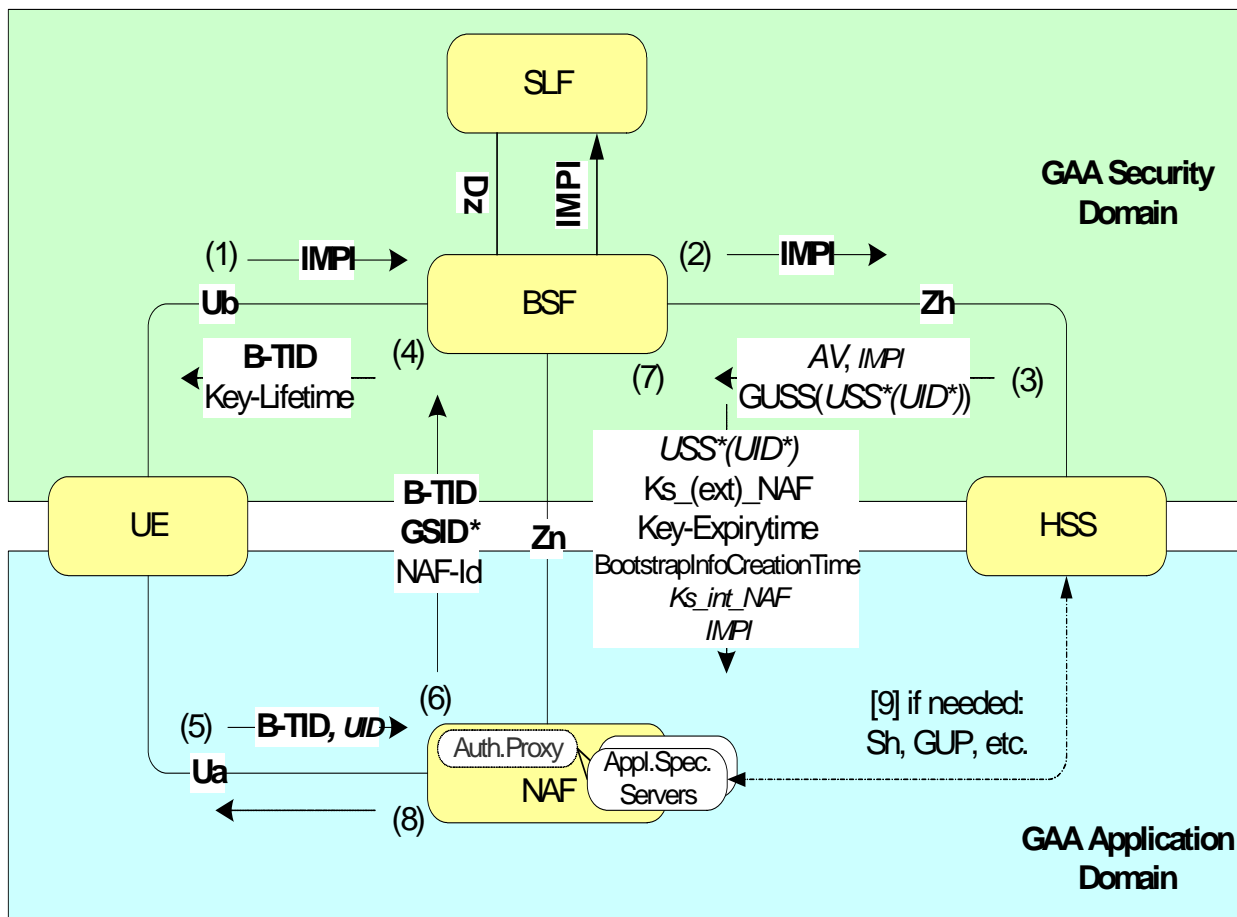 SLF
Dz
IMPI
GAA Security
Domain
(1)
IMPI
(2)
IMPI
Ub
BSF
Zh
B-TID
Key-Lifetime
(4)
(7)
AV, IMPI
GUSS(USS*(UID*))
(3)
USS*(UID*)
Ks_(ext)_NAF
Key-Expirytime
BootstrapInfoCreationTime
Ks_int_NAF
IMPI
B-TID
GSID*
NAF-Id
Zn
UE
HSS
(6)
(5)
B-TID, UID
Auth.Proxy
NAF
Appl.Spec.
Servers
[9] if needed:
Sh, GUP, etc.
Ua
(8)
GAA Application
Domain